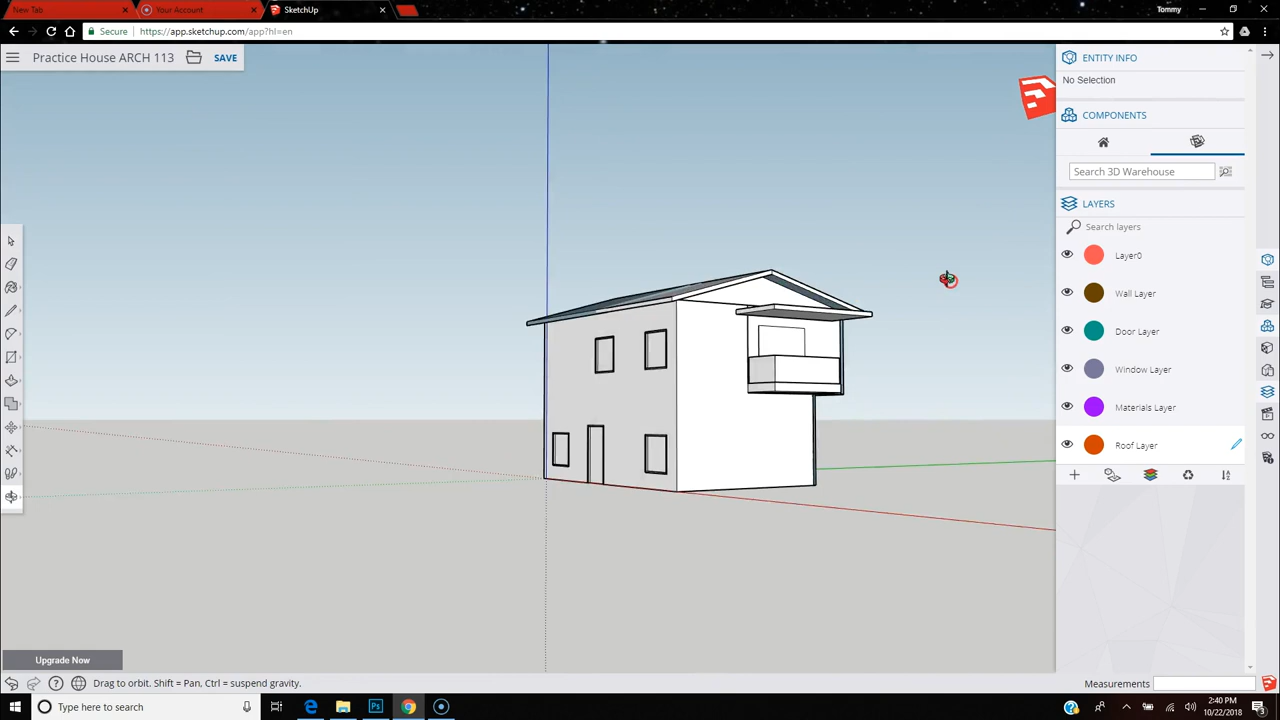 New Tab
Your Account
SketchUp
Tommy
Secure
https://app.sketchup.com/app?hl=en
Practice House ARCH 113
SAVE
ENTITY INFO
No Selection
COMPONENTS
Search 3D Warehouse
LAYERS
Search layers
Layer0
Wall Layer
Door Layer
Window Layer
Materials Layer
Roof Layer
Upgrade Now
Drag to orbit. Shift = Pan, Ctrl = suspend gravity.
Measurements
Type here to search
2:40 PM
10/22/2018